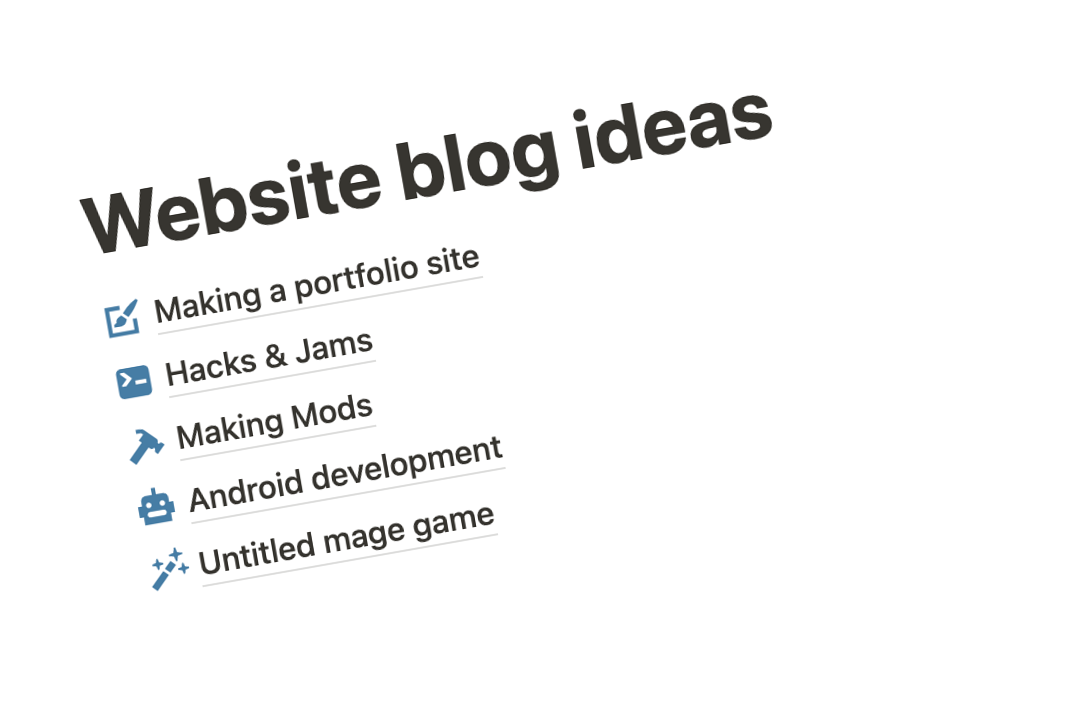 Website blog ideas
Making a portfolio site
Hacks & Jams
Making Mods
Android development
Untitled mage game